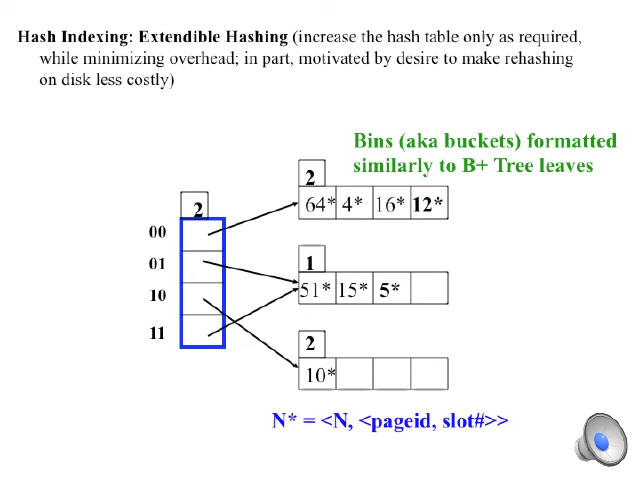 Hash Indexing: Extendible Hashing (increase the hash table only as required,
while minimizing overhead; in part, motivated by desire to make rehashing
on disk less costly)
Bins (aka buckets) formatted
similarly to B+ Tree leaves
2
64* 4* 16* 12*
2
00
01
10
11
1
51* 15* 5*
2
10*
N* = <N, <pageid, slot#>>